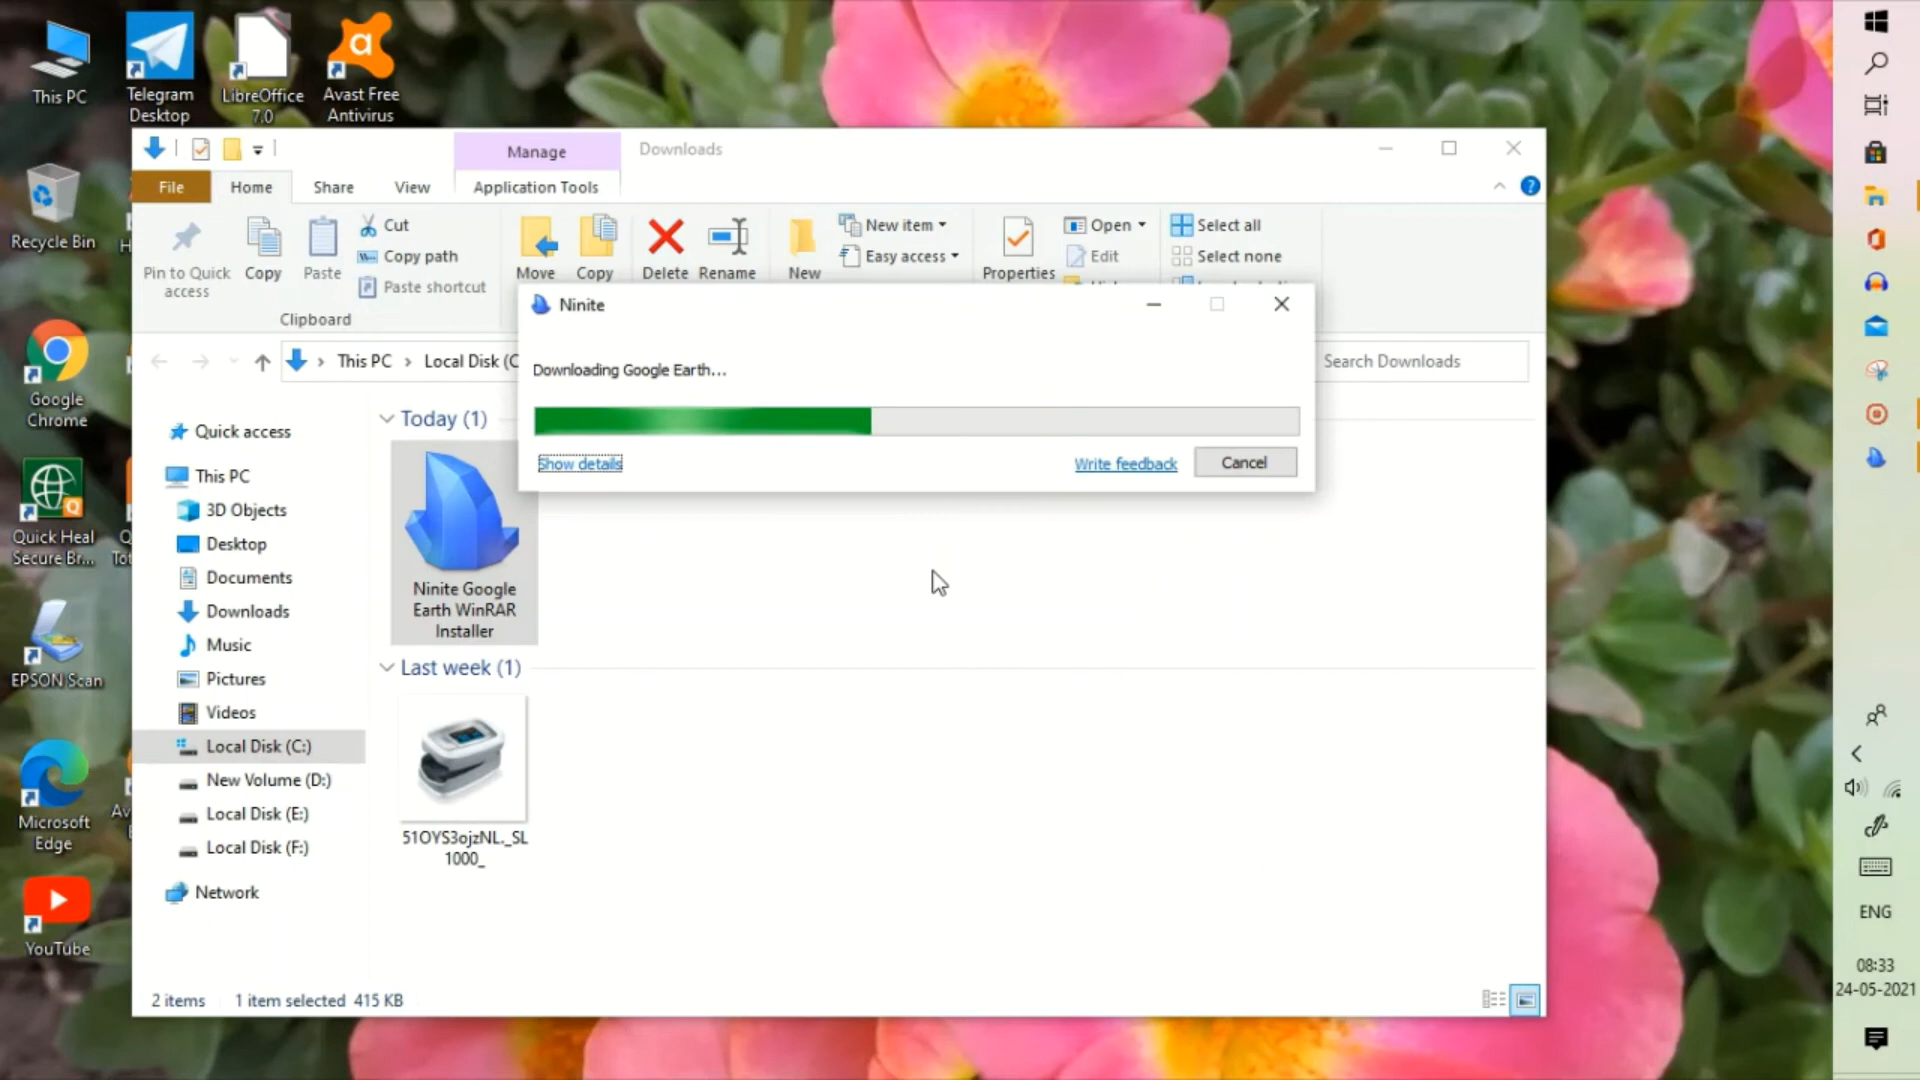 This PC
Telegram
Desktop
LibreOffice
7.0
Avast Free
Antivirus
Recycle Bin
Google
Chrome
Quick Heal
Secure Br...
EPSON Scan
Microsoft
Edge
YouTube
Manage
Downloads
File
Home
Share
View
Application Tools
Pin to Quick
access
Copy
Paste
Cut
Copy path
Paste shortcut
Clipboard
Move
Copy
Delete
Rename
New
New item
Easy access
Properties
Open
Edit
Select all
Select none
This PC
Local Disk (C
Search Downloads
Ninite
Downloading Google Earth...
Show details
Write feedback
Cancel
Quick access
This PC
3D Objects
Desktop
Documents
Downloads
Music
Pictures
Videos
Local Disk (C:)
New Volume (D:)
Local Disk (E:)
Local Disk (F:)
Network
Today (1)
Ninite Google
Earth WinRAR
Installer
Last week (1)
51OYS3ojzNL._SL
1000_
2 items
1 item selected 415 KB
ENG
08:33
24-05-2021